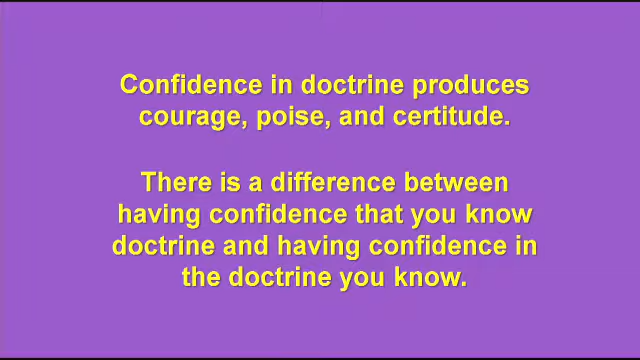 Confidence in doctrine produces
courage, poise, and certitude.
There is a difference between
having confidence that you know
doctrine and having confidence in
the doctrine you know.